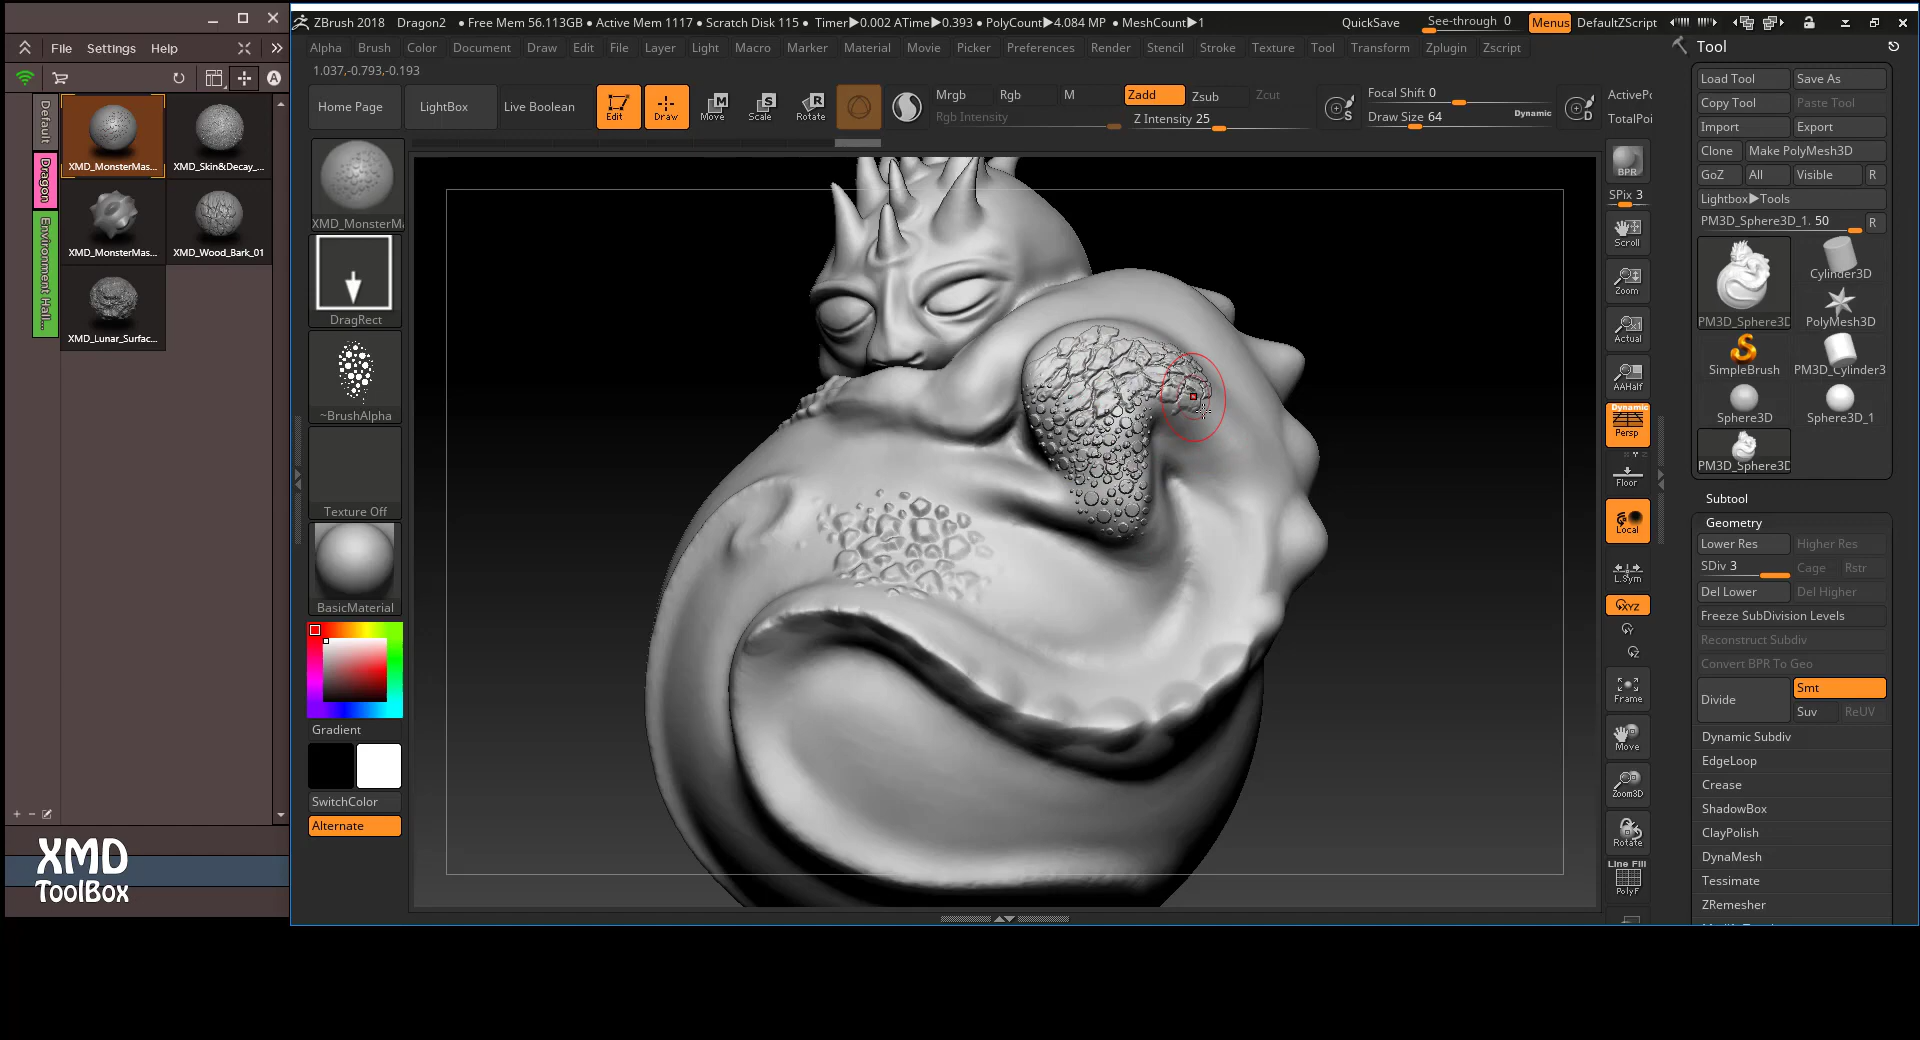 File Settings Help
Default
Dragon
Environment Hall...
XMD_MonsterMas...
XMD_Skin&Decay_...
XMD_MonsterMas...
XMD_Wood_Bark_01
XMD_Lunar_Surfac...
XMD
ToolBox
ZBrush 2018 Dragon2 • Free Mem 56.113GB • Active Mem 1117 • Scratch Disk 115 • Timer▶0.002 ATime▶0.393 • PolyCount▶4.084 MP • MeshCount▶1
QuickSave See-through 0 Menus DefaultZScript
Alpha Brush Color Document Draw Edit File Layer Light Macro Marker Material Movie Picker Preferences Render Stencil Stroke Texture Tool Transform Zplugin Zscript
1.037,-0.793,-0.193
Home Page LightBox Live Boolean Edit Draw Move Scale Rotate
M S R
Mrgb Rgb M Zadd Zsub Zcut
Rgb Intensity Z Intensity 25
S Focal Shift 0
Draw Size 64 Dynamic D
ActivePo
TotalPoi
XMD_MonsterMa
DragRect
~BrushAlpha
Texture Off
BasicMaterial
Gradient
SwitchColor
Alternate
BPR
SPix 3
Scroll
Zoom
Actual
AAHalf
Dynamic
Persp
Floor
Local
L.Sym
XYZ
Y
Z
Frame
Move
Zoom3D
Rotate
Line Fill
PolyF
Tool
Load Tool Save As
Copy Tool Paste Tool
Import Export
Clone Make PolyMesh3D
GoZ All Visible R
Lightbox▶Tools
PM3D_Sphere3D_1. 50 R
PM3D_Sphere3D
Cylinder3D
PolyMesh3D
SimpleBrush PM3D_Cylinder3
Sphere3D Sphere3D_1
PM3D_Sphere3D
Subtool
Geometry
Lower Res Higher Res
SDiv 3 Cage Rstr
Del Lower Del Higher
Freeze SubDivision Levels
Reconstruct Subdiv
Convert BPR To Geo
Divide Smt
Suv ReUV
Dynamic Subdiv
EdgeLoop
Crease
ShadowBox
ClayPolish
DynaMesh
Tessimate
ZRemesher